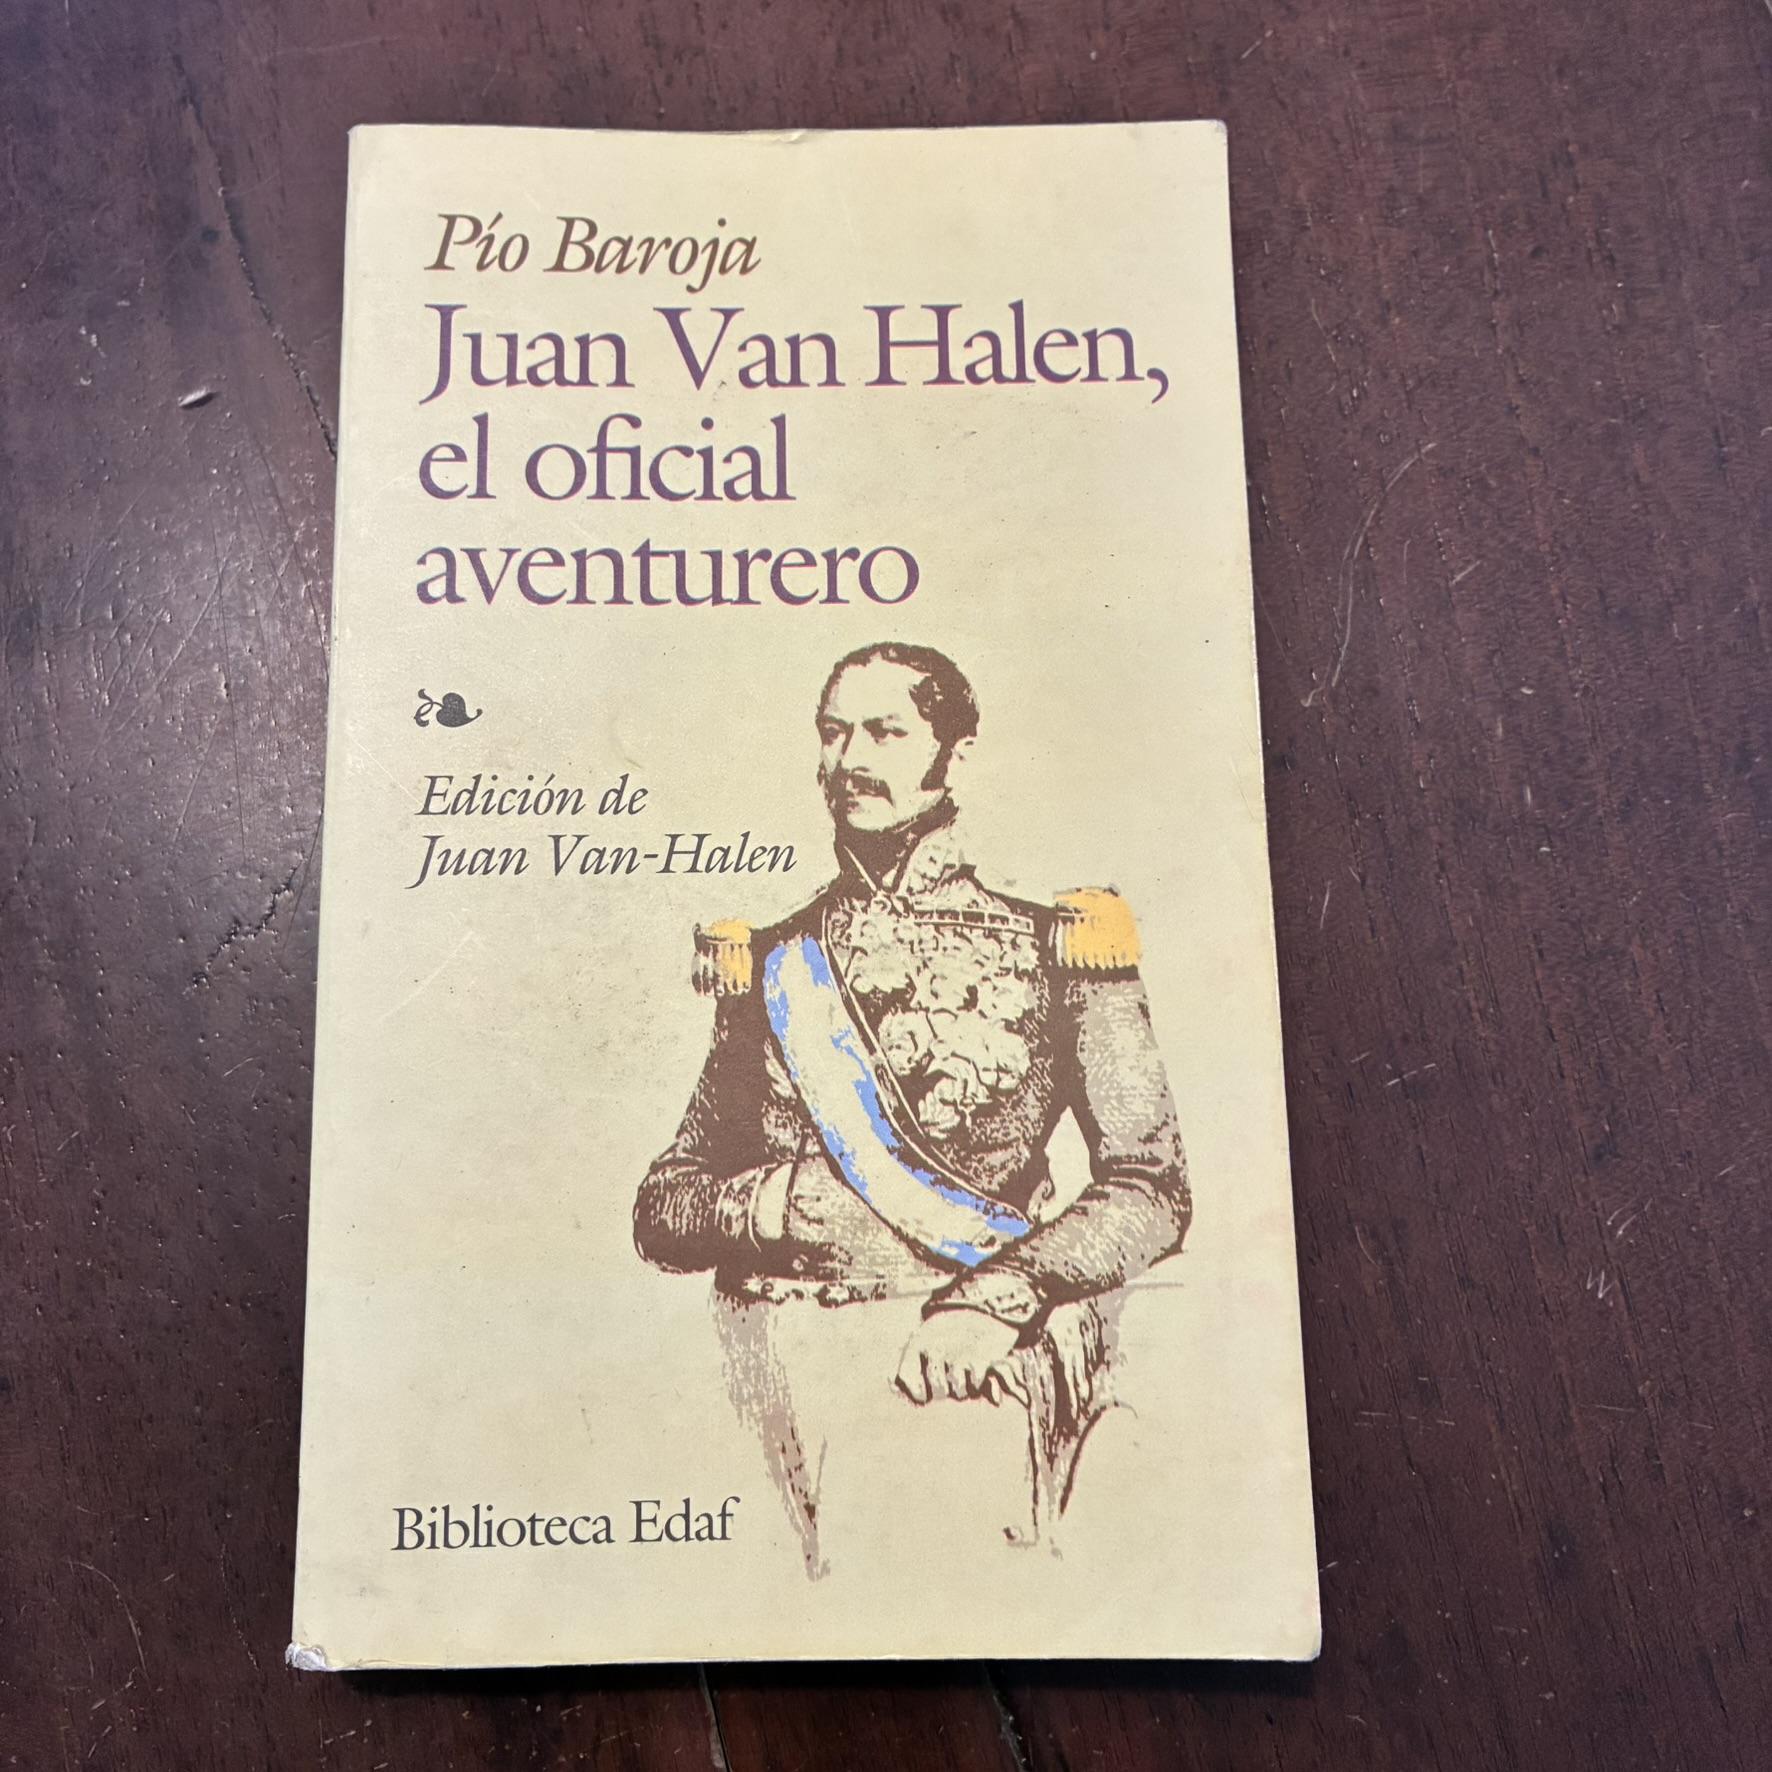 Pío Baroja
Juan Van Halen,
el oficial
aventurero
Edición de
Juan Van-Halen
Biblioteca Edaf